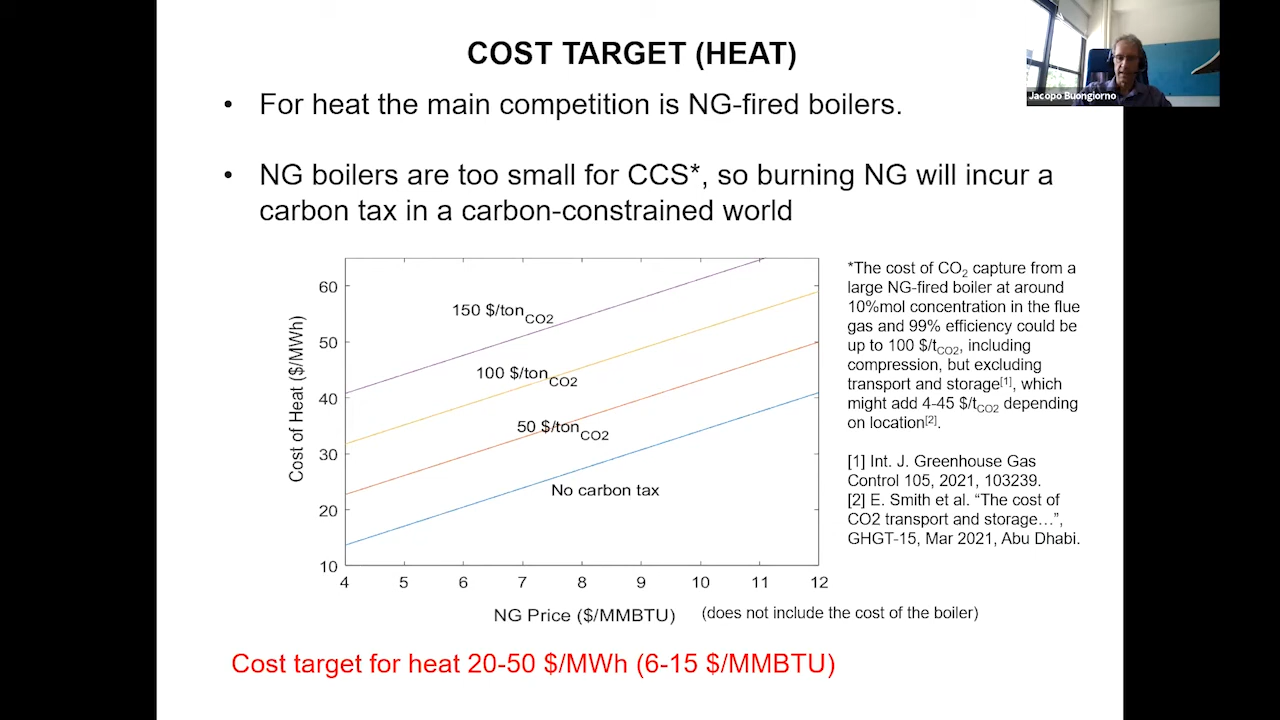 COST TARGET (HEAT)
• For heat the main competition is NG-fired boilers.
• NG boilers are too small for CCS*, so burning NG will incur a
carbon tax in a carbon-constrained world
Jacopo Buongiorno
Cost of Heat ($/MWh)
60
50
40
30
20
10
150 $/tonCO2
100 $/tonCO2
50 $/tonCO2
No carbon tax
4 5 6 7 8 9 10 11 12
NG Price ($/MMBTU) (does not include the cost of the boiler)
*The cost of CO2 capture from a
large NG-fired boiler at around
10%mol concentration in the flue
gas and 99% efficiency could be
up to 100 $/tCO2, including
compression, but excluding
transport and storage[1], which
might add 4-45 $/tCO2 depending
on location[2].
[1] Int. J. Greenhouse Gas
Control 105, 2021, 103239.
[2] E. Smith et al. “The cost of
CO2 transport and storage…”,
GHGT-15, Mar 2021, Abu Dhabi.
Cost target for heat 20-50 $/MWh (6-15 $/MMBTU)